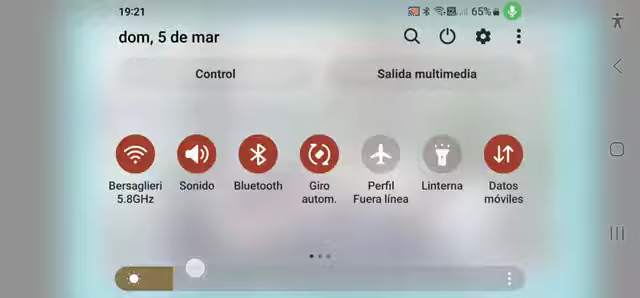 19:21
65%
dom, 5 de mar
Control
Salida multimedia
Bersaglieri
5.8GHz
Sonido
Bluetooth
Giro
autom.
Perfil
Fuera línea
Linterna
Datos
móviles